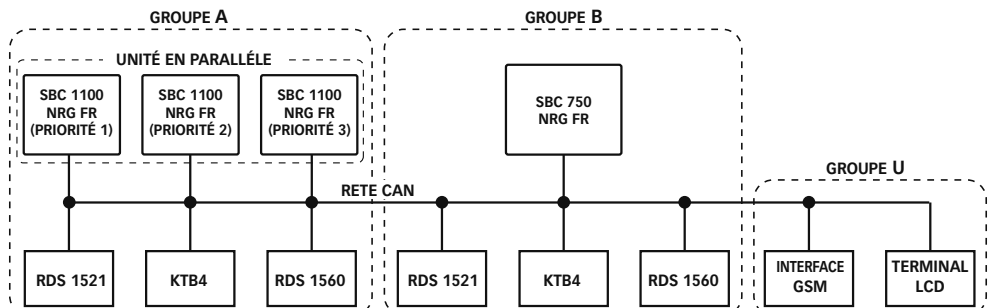 GROUPE A
GROUPE B
UNITÉ EN PARALLÉLE
SBC 1100
NRG FR
(PRIORITÉ 1)
SBC 1100
NRG FR
(PRIORITÉ 2)
SBC 1100
NRG FR
(PRIORITÉ 3)
SBC 750
NRG FR
GROUPE U
RETE CAN
RDS 1521
KTB4
RDS 1560
RDS 1521
KTB4
RDS 1560
INTERFACE
GSM
TERMINAL
LCD